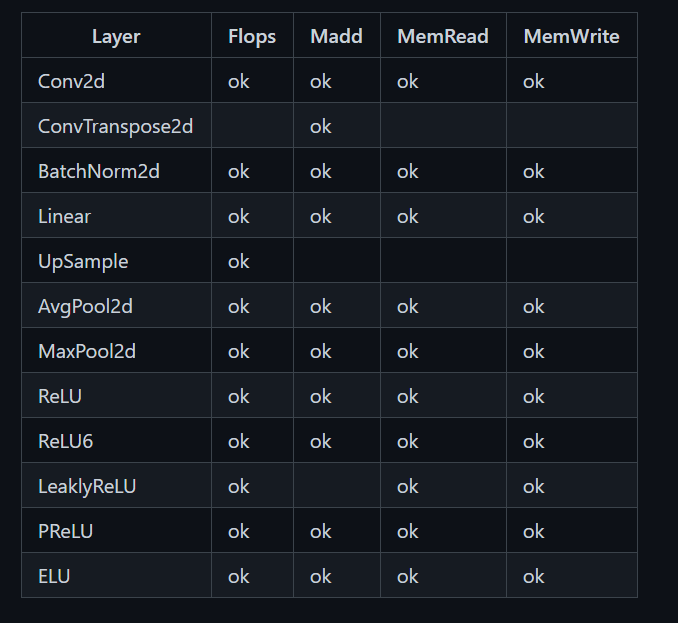 Layer Flops Madd MemRead MemWrite
Conv2d ok ok ok ok
ConvTranspose2d ok
BatchNorm2d ok ok ok ok
Linear ok ok ok ok
UpSample ok
AvgPool2d ok ok ok ok
MaxPool2d ok ok ok ok
ReLU ok ok ok ok
ReLU6 ok ok ok ok
LeaklyReLU ok ok ok
PReLU ok ok ok ok
ELU ok ok ok ok